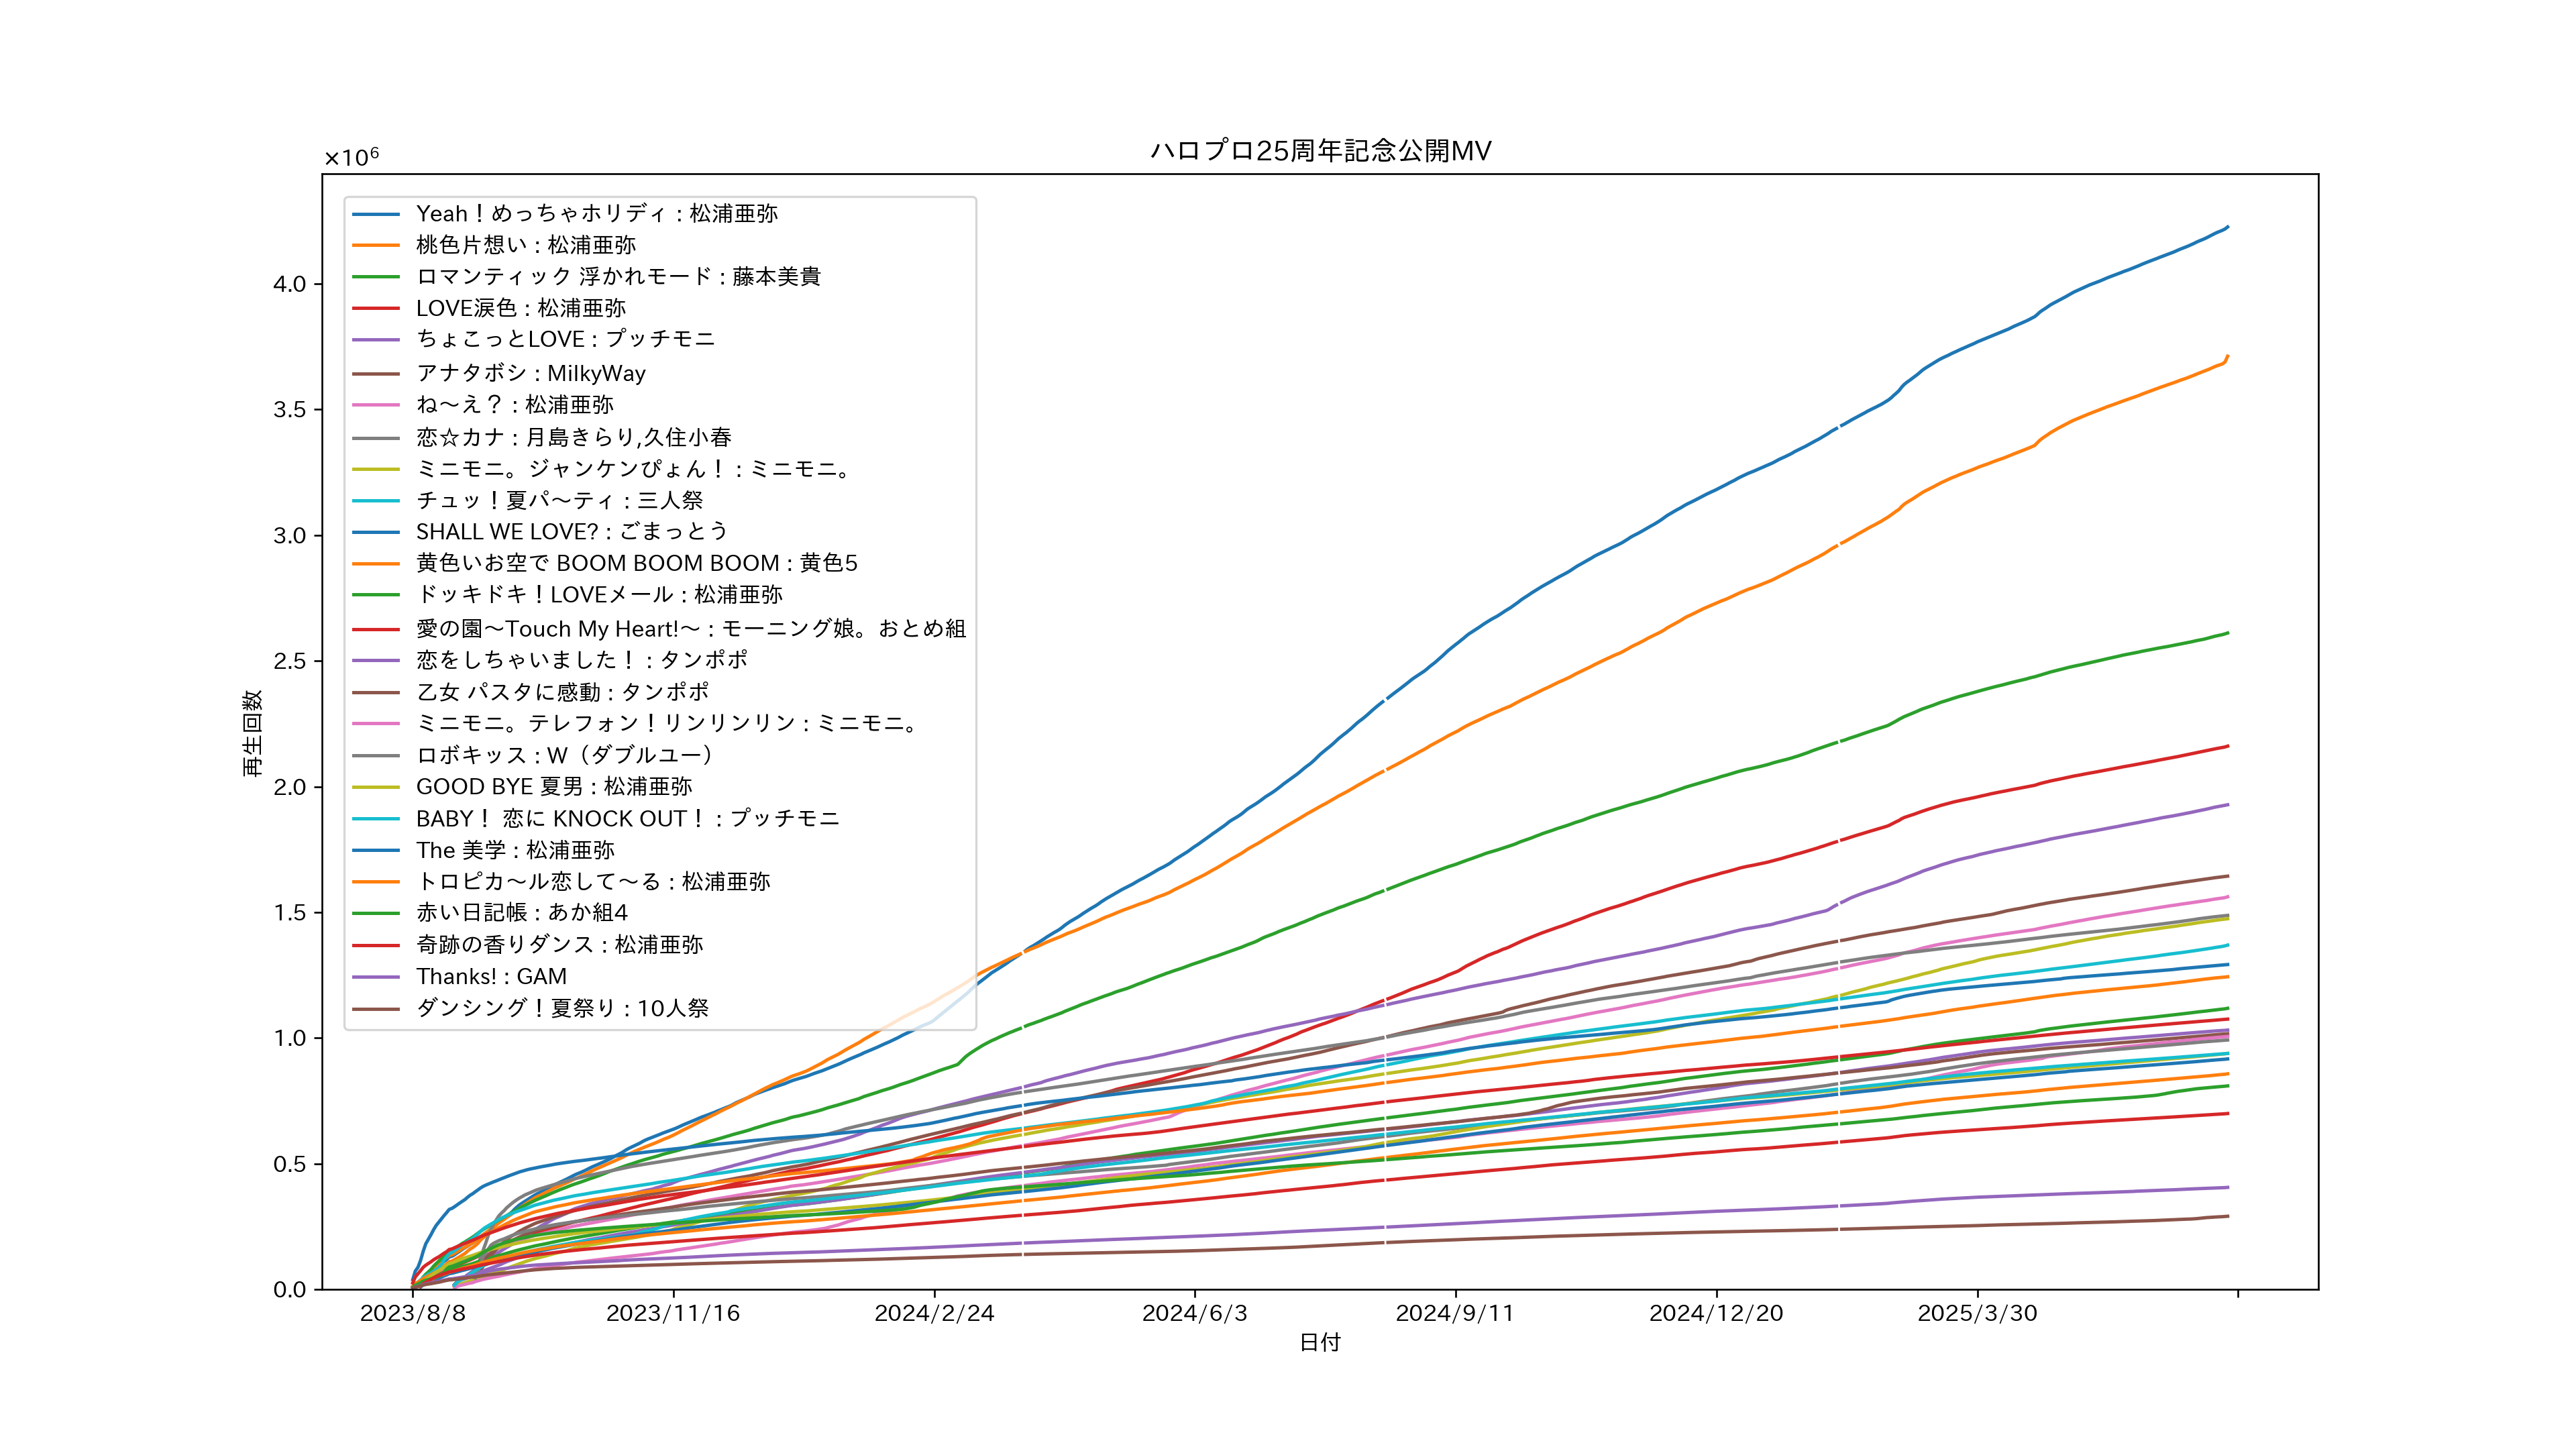 ハロプロ25周年記念公開MV
×10⁶
Yeah！めっちゃホリディ : 松浦亜弥
桃色片想い : 松浦亜弥
ロマンティック 浮かれモード : 藤本美貴
LOVE涙色 : 松浦亜弥
ちょこっとLOVE : プッチモニ
アナタボシ : MilkyWay
ね〜え？ : 松浦亜弥
恋☆カナ : 月島きらり,久住小春
ミニモニ。ジャンケンぴょん！ : ミニモニ。
チュッ！夏パ〜ティ : 三人祭
SHALL WE LOVE? : ごまっとう
黄色いお空で BOOM BOOM BOOM : 黄色5
ドッキドキ！LOVEメール : 松浦亜弥
愛の園〜Touch My Heart!〜 : モーニング娘。おとめ組
恋をしちゃいました！ : タンポポ
乙女 パスタに感動 : タンポポ
ミニモニ。テレフォン！リンリンリン : ミニモニ。
ロボキッス : W（ダブルユー）
GOOD BYE 夏男 : 松浦亜弥
BABY！ 恋に KNOCK OUT！ : プッチモニ
The 美学 : 松浦亜弥
トロピカ〜ル恋して〜る : 松浦亜弥
赤い日記帳 : あか組4
奇跡の香りダンス : 松浦亜弥
Thanks! : GAM
ダンシング！夏祭り : 10人祭
4.0
3.5
3.0
2.5
2.0
1.5
1.0
0.5
0.0
再生回数
2023/8/8
2023/11/16
2024/2/24
2024/6/3
2024/9/11
2024/12/20
2025/3/30
日付